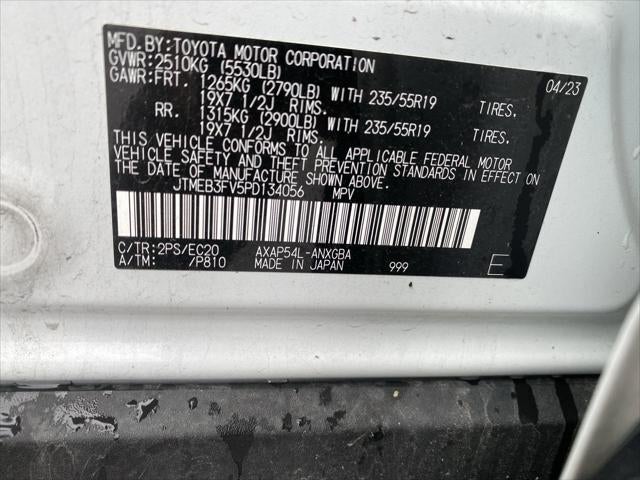 MFD.BY:TOYOTA MOTOR CORPORATION 04/23
GVWR:2510KG (5530LB)
GAWR:FRT. 1265KG (2790LB) WITH 235/55R19 TIRES.
19X7 1/2J RIMS.
RR. 1315KG (2900LB) WITH 235/55R19 TIRES.
19X7 1/2J RIMS.
THIS VEHICLE CONFORMS TO ALL APPLICABLE FEDERAL MOTOR
VEHICLE SAFETY AND THEFT PREVENTION STANDARDS IN EFFECT ON
THE DATE OF MANUFACTURE SHOWN ABOVE.
JTMEB3FV5PD134056 MPV
C/TR:2PS/EC20 AXAP54L-ANXGBA
A/TM: /P810 MADE IN JAPAN 999 E